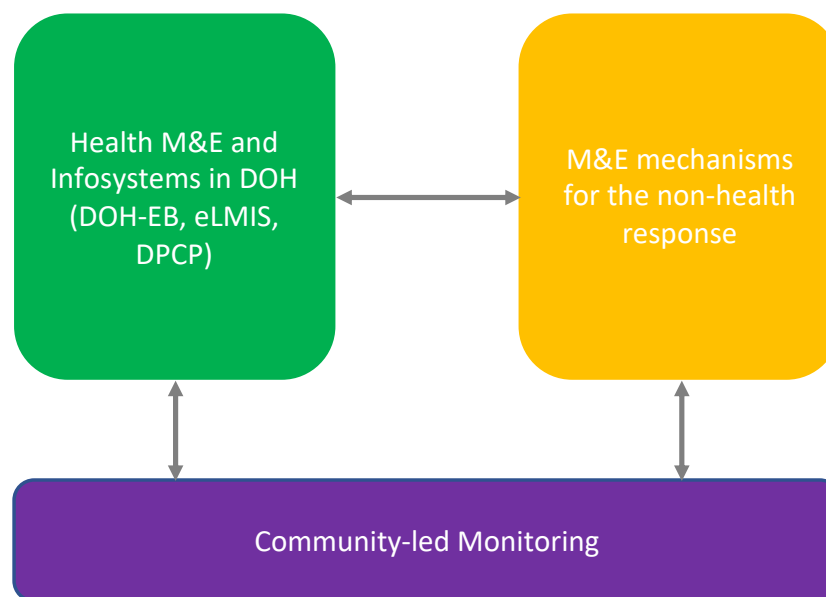 Health M&E and
Infosystems in DOH
(DOH-EB, eLMIS,
DPCP)
M&E mechanisms
for the non-health
response
Community-led Monitoring